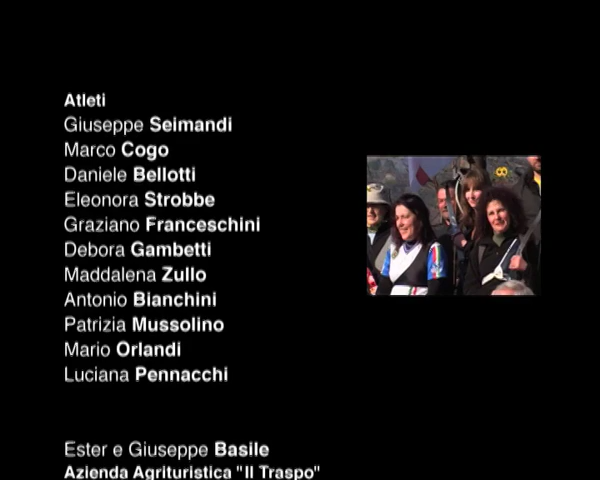 Atleti
Giuseppe Seimandi
Marco Cogo
Daniele Bellotti
Eleonora Strobbe
Graziano Franceschini
Debora Gambetti
Maddalena Zullo
Antonio Bianchini
Patrizia Mussolino
Mario Orlandi
Luciana Pennacchi
Ester e Giuseppe Basile
Azienda Agrituristica "Il Traspo"